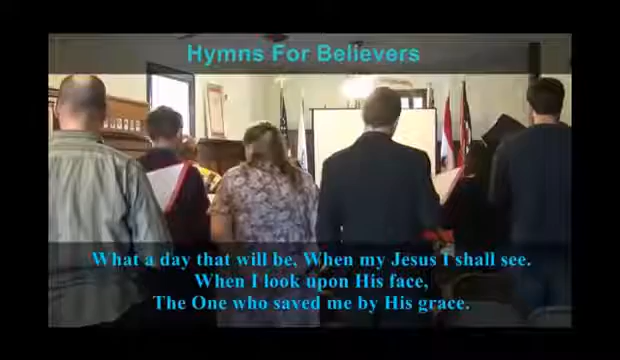 Hymns For Believers
What a day that will be, When my Jesus I shall see.
When I look upon His face,
The One who saved me by His grace.